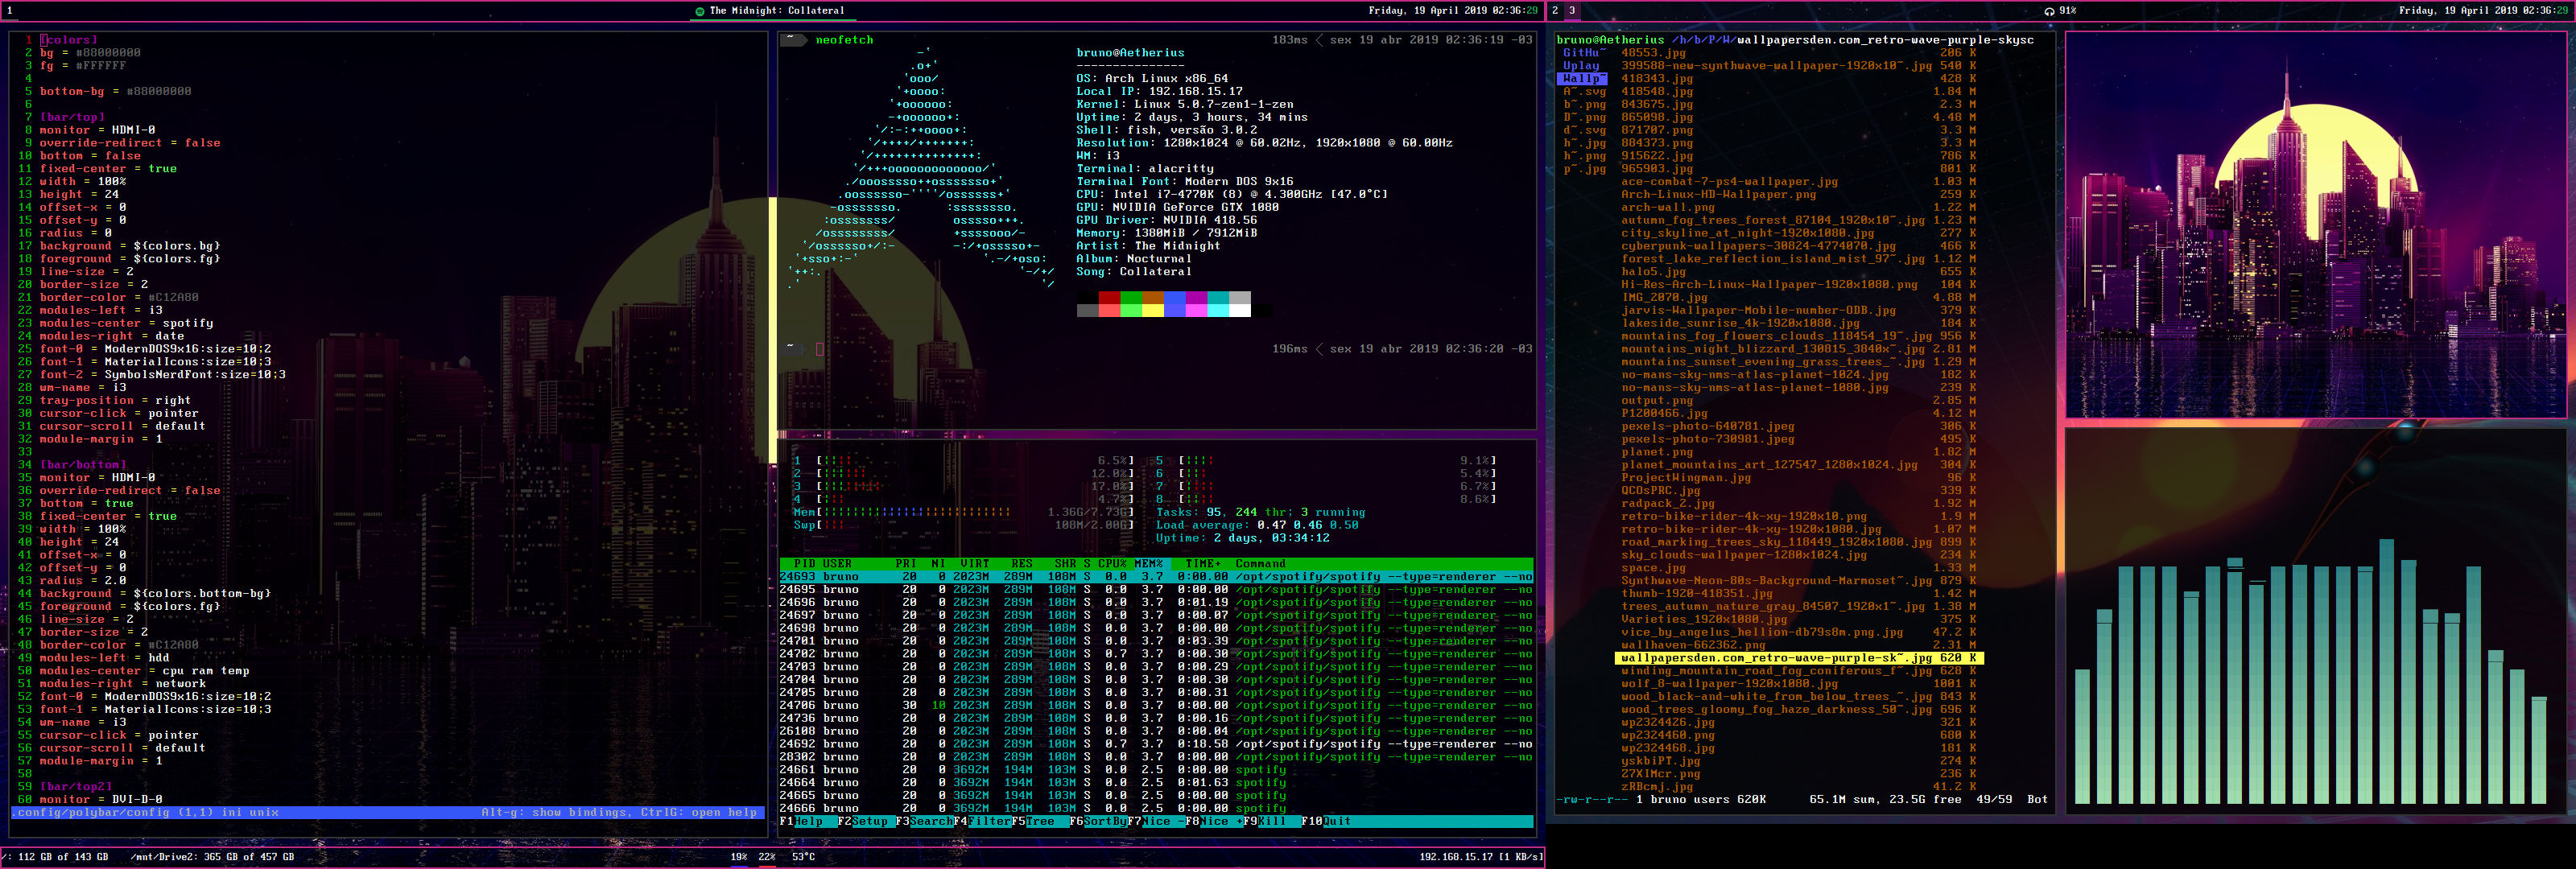 1
The Midnight: Collateral
Friday, 19 April 2019 02:36:29
2 3
91%
Friday, 19 April 2019 02:36:29
1 [colors]
2 bg = #88000000
3 fg = #FFFFFF
4
5 bottom-bg = #88000000
6
7 [bar/top]
8 monitor = HDMI-0
9 override-redirect = false
10 bottom = false
11 fixed-center = true
12 width = 100%
13 height = 24
14 offset-x = 0
15 offset-y = 0
16 radius = 0
17 background = ${colors.bg}
18 foreground = ${colors.fg}
19 line-size = 2
20 border-size = 2
21 border-color = #C12A80
22 modules-left = i3
23 modules-center = spotify
24 modules-right = date
25 font-0 = ModernDOS9x16:size=10;2
26 font-1 = MaterialIcons:size=10;3
27 font-2 = SymbolsNerdFont:size=10;3
28 wm-name = i3
29 tray-position = right
30 cursor-click = pointer
31 cursor-scroll = default
32 module-margin = 1
33
34 [bar/bottom]
35 monitor = HDMI-0
36 override-redirect = false
37 bottom = true
38 fixed-center = true
39 width = 100%
40 height = 24
41 offset-x = 0
42 offset-y = 0
43 radius = 2.0
44 background = ${colors.bottom-bg}
45 foreground = ${colors.fg}
46 line-size = 2
47 border-size = 2
48 border-color = #C12A80
49 modules-left = hdd
50 modules-center = cpu ram temp
51 modules-right = network
52 font-0 = ModernDOS9x16:size=10;2
53 font-1 = MaterialIcons:size=10;3
54 wm-name = i3
55 cursor-click = pointer
56 cursor-scroll = default
57 module-margin = 1
58
59 [bar/top2]
60 monitor = DVI-D-0
.config/polybar/config (1,1) ini unix Alt-g: show bindings, CtrlG: open help
~ neofetch 183ms < sex 19 abr 2019 02:36:19 -03
bruno@Aetherius
---------------
OS: Arch Linux x86_64
Local IP: 192.168.15.17
Kernel: Linux 5.0.7-zen1-1-zen
Uptime: 2 days, 3 hours, 34 mins
Shell: fish, versão 3.0.2
Resolution: 1280x1024 @ 60.02Hz, 1920x1080 @ 60.00Hz
WM: i3
Terminal: alacritty
Terminal Font: Modern DOS 9x16
CPU: Intel i7-4770K (8) @ 4.300GHz [47.0°C]
GPU: NVIDIA GeForce GTX 1080
GPU Driver: NVIDIA 418.56
Memory: 1380MiB / 7912MiB
Artist: The Midnight
Album: Nocturnal
Song: Collateral
~ 196ms < sex 19 abr 2019 02:36:20 -03
1 [ 6.5%] 5 [ 9.1%]
2 [ 12.0%] 6 [ 5.4%]
3 [ 17.0%] 7 [ 6.7%]
4 [ 4.7%] 8 [ 8.6%]
Mem[ 1.36G/7.73G] Tasks: 95, 244 thr; 3 running
Swp[ 108M/2.00G] Load average: 0.47 0.46 0.50
Uptime: 2 days, 03:34:12
PID USER PRI NI VIRT RES SHR S CPU% MEM% TIME+ Command
24693 bruno 20 0 2023M 289M 108M S 0.0 3.7 0:00.00 /opt/spotify/spotify --type=renderer --no
24695 bruno 20 0 2023M 289M 108M S 0.0 3.7 0:00.00 /opt/spotify/spotify --type=renderer --no
24696 bruno 20 0 2023M 289M 108M S 0.0 3.7 0:01.19 /opt/spotify/spotify --type=renderer --no
24697 bruno 20 0 2023M 289M 108M S 0.0 3.7 0:00.07 /opt/spotify/spotify --type=renderer --no
24698 bruno 20 0 2023M 289M 108M S 0.0 3.7 0:00.00 /opt/spotify/spotify --type=renderer --no
24701 bruno 20 0 2023M 289M 108M S 0.0 3.7 0:03.39 /opt/spotify/spotify --type=renderer --no
24702 bruno 20 0 2023M 289M 108M S 0.7 3.7 0:00.30 /opt/spotify/spotify --type=renderer --no
24703 bruno 20 0 2023M 289M 108M S 0.0 3.7 0:00.29 /opt/spotify/spotify --type=renderer --no
24704 bruno 20 0 2023M 289M 108M S 0.0 3.7 0:00.30 /opt/spotify/spotify --type=renderer --no
24705 bruno 20 0 2023M 289M 108M S 0.0 3.7 0:00.31 /opt/spotify/spotify --type=renderer --no
24706 bruno 30 10 2023M 289M 108M S 0.0 3.7 0:00.00 /opt/spotify/spotify --type=renderer --no
24736 bruno 20 0 2023M 289M 108M S 0.0 3.7 0:00.16 /opt/spotify/spotify --type=renderer --no
26108 bruno 20 0 2023M 289M 108M S 0.0 3.7 0:00.04 /opt/spotify/spotify --type=renderer --no
24692 bruno 20 0 2023M 289M 108M S 0.7 3.7 0:18.58 /opt/spotify/spotify --type=renderer --no
28302 bruno 20 0 2023M 289M 108M S 0.0 3.7 0:00.00 /opt/spotify/spotify --type=renderer --no
24661 bruno 20 0 3692M 194M 103M S 0.0 2.5 0:00.00 spotify
24664 bruno 20 0 3692M 194M 103M S 0.0 2.5 0:01.63 spotify
24665 bruno 20 0 3692M 194M 103M S 0.0 2.5 0:00.00 spotify
24666 bruno 20 0 3692M 194M 103M S 0.0 2.5 0:00.00 spotify
F1Help F2Setup F3SearchF4FilterF5Tree F6SortByF7Nice -F8Nice +F9Kill F10Quit
bruno@Aetherius /h/b/P/W/wallpapersden.com_retro-wave-purple-skysc
GitHu~ 48553.jpg 206 K
Uplay 399588-new-synthwave-wallpaper-1920x10~.jpg 540 K
Wallp~ 418343.jpg 428 K
A~.svg 418548.jpg 1.84 M
b~.png 843675.jpg 2.3 M
D~.png 865098.jpg 4.48 M
d~.svg 871707.png 3.3 M
h~.jpg 884373.png 3.3 M
h~.png 915622.jpg 786 K
p~.jpg 965903.jpg 801 K
ace-combat-7-ps4-wallpaper.jpg 1.03 M
Arch-Linux-HD-Wallpaper.png 259 K
arch-wall.png 1.22 M
autumn_fog_trees_forest_87104_1920x10~.jpg 1.23 M
city_skyline_at_night-1920x1080.jpg 277 K
cyberpunk-wallpapers-30824-4774070.jpg 466 K
forest_lake_reflection_island_mist_97~.jpg 1.12 M
halo5.jpg 655 K
Hi-Res-Arch-Linux-Wallpaper-1920x1080.png 104 K
IMG_2070.jpg 4.88 M
jarvis-Wallpaper-Mobile-number-ODB.jpg 379 K
lakeside_sunrise_4k-1920x1080.jpg 184 K
mountains_fog_flowers_clouds_118454_19~.jpg 956 K
mountains_night_blizzard_130815_3840x~.jpg 2.81 M
mountains_sunset_evening_grass_trees_~.jpg 1.29 M
no-mans-sky-nms-atlas-planet-1024.jpg 182 K
no-mans-sky-nms-atlas-planet-1080.jpg 239 K
output.png 2.85 M
P1200466.jpg 4.12 M
pexels-photo-640781.jpeg 306 K
pexels-photo-730981.jpeg 495 K
planet.png 1.82 M
planet_mountains_art_127547_1280x1024.jpg 304 K
ProjectWingman.jpg 96 K
QCOsPRC.jpg 339 K
radpack_2.jpg 1.92 M
retro-bike-rider-4k-xy-1920x10.png 1.9 M
retro-bike-rider-4k-xy-1920x1080.jpg 1.07 M
road_marking_trees_sky_118449_1920x1080.jpg 899 K
sky_clouds-wallpaper-1280x1024.jpg 234 K
space.jpg 1.33 M
Synthwave-Neon-80s-Background-Marmoset~.jpg 879 K
thumb-1920-418351.jpg 1.42 M
trees_autumn_nature_gray_84507_1920x1~.jpg 1.38 M
Varieties_1920x1080.jpg 375 K
vice_by_angelus_hellion-db79s8m.png.jpg 47.2 K
wallhaven-662362.png 2.31 M
wallpapersden.com_retro-wave-purple-sk~.jpg 620 K
winding_mountain_road_fog_coniferous_f~.jpg 628 K
wolf_8-wallpaper-1920x1080.jpg 1001 K
wood_black-and-white_from_below_trees_~.jpg 843 K
wood_trees_gloomy_fog_haze_darkness_50~.jpg 696 K
wp2324426.jpg 321 K
wp2324460.png 680 K
wp2324468.jpg 181 K
yskbiPT.jpg 274 K
Z7XIMcr.png 236 K
zRBcmj.jpg 41.2 K
-rw-r--r-- 1 bruno users 620K 65.1M sum, 23.5G free 49/59 Bot
/: 112 GB of 143 GB /mnt/Drive2: 365 GB of 457 GB
19% 22% 53°C
192.168.15.17 [1 KB/s]